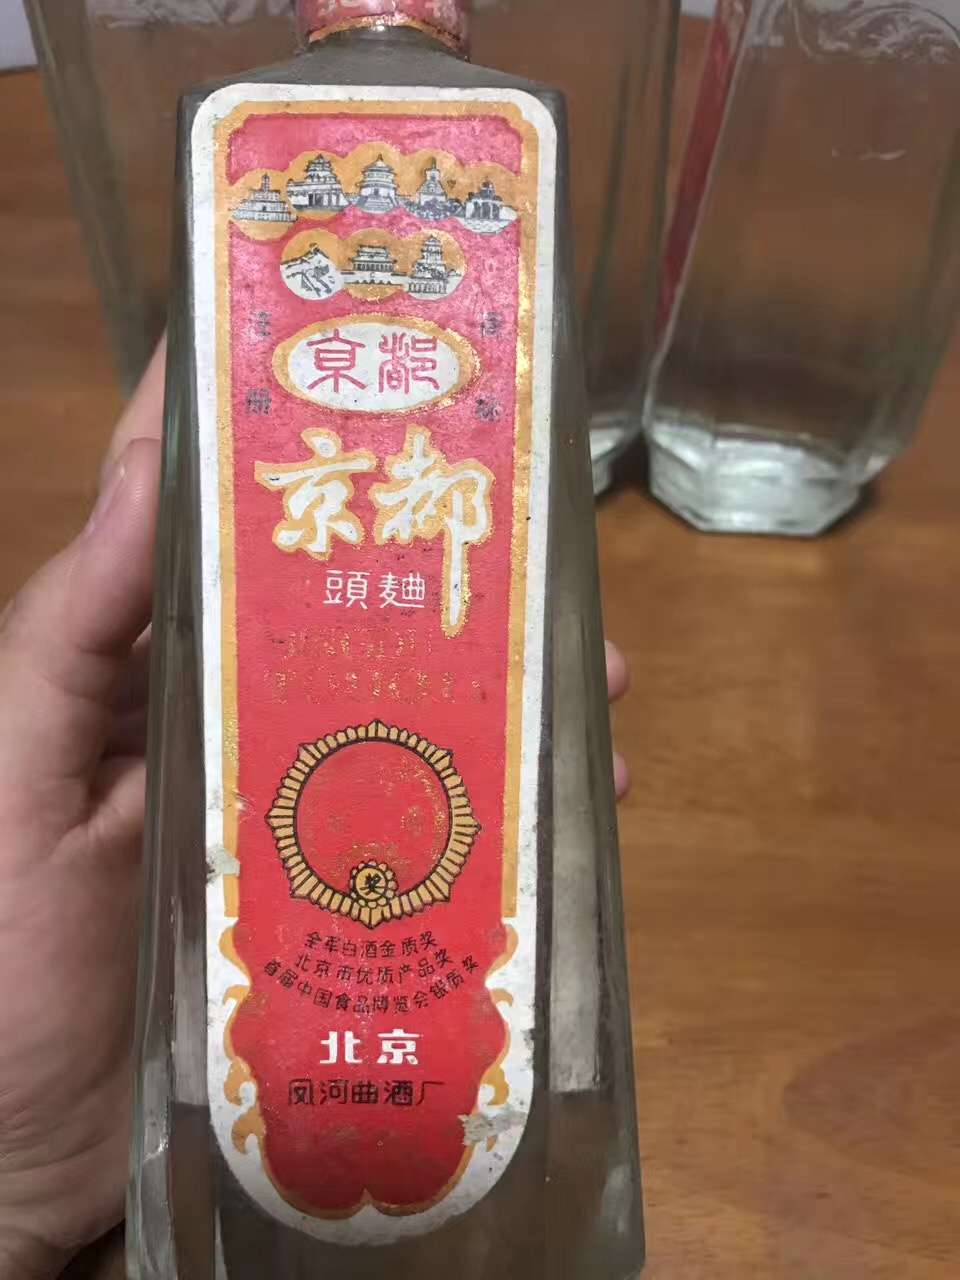 注册 商标
京都
京都
頭麯
奖
全军白酒金质奖
北京市优质产品奖
首届中国食品博览会银质奖
北京
凤河曲酒厂